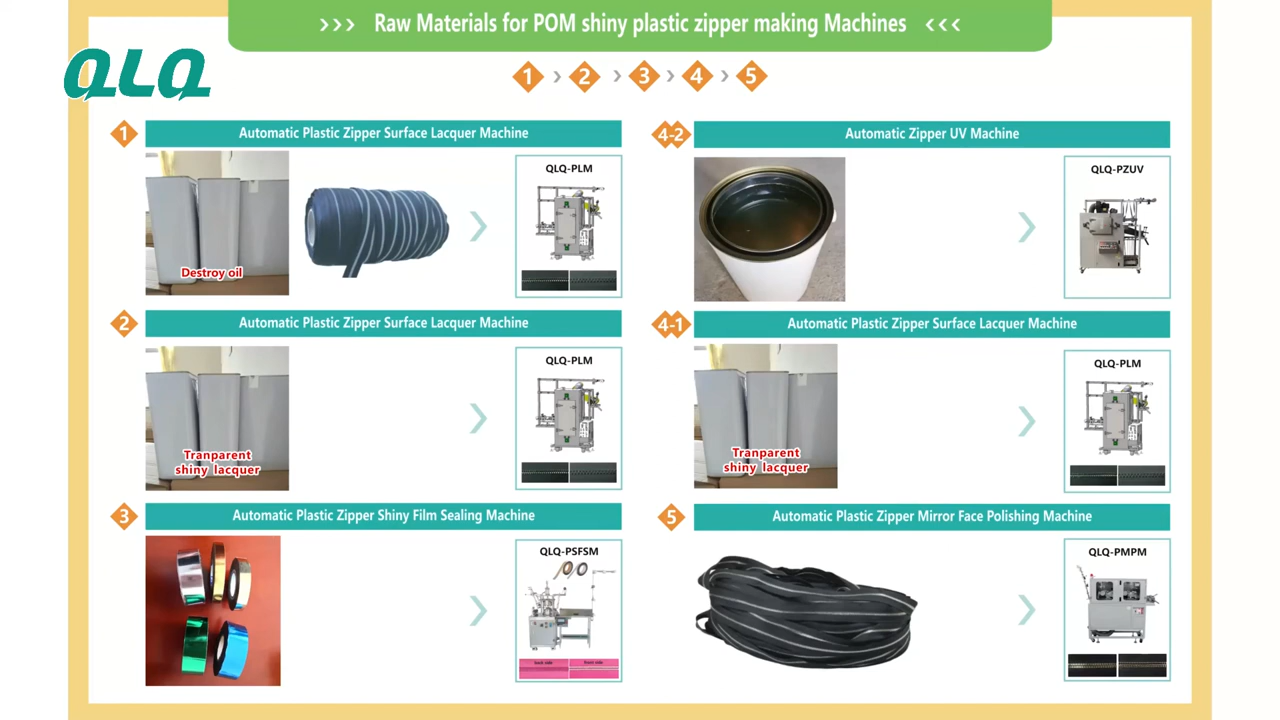 >>> Raw Materials for POM shiny plastic zipper making Machines <<<
QLQ
1 > 2 > 3 > 4 > 5
1 Automatic Plastic Zipper Surface Lacquer Machine
Destroy oil
QLQ-PLM
2 Automatic Plastic Zipper Surface Lacquer Machine
Tranparent
shiny lacquer
QLQ-PLM
3 Automatic Plastic Zipper Shiny Film Sealing Machine
QLQ-PSFSM
back side front side
4-2 Automatic Zipper UV Machine
QLQ-PZUV
4-1 Automatic Plastic Zipper Surface Lacquer Machine
Tranparent
shiny lacquer
QLQ-PLM
5 Automatic Plastic Zipper Mirror Face Polishing Machine
QLQ-PMPM